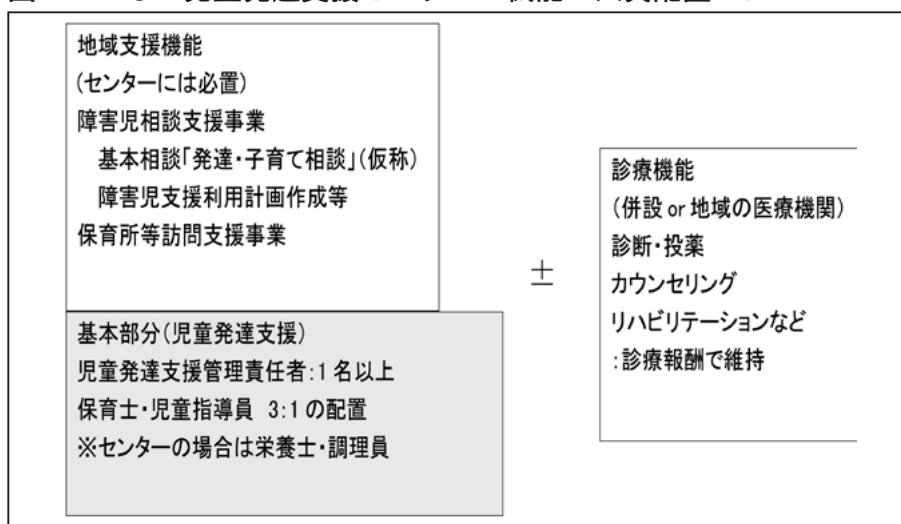 地域支援機能
(センターには必置)
障害児相談支援事業
基本相談「発達・子育て相談」(仮称)
障害児支援利用計画作成等
保育所等訪問支援事業
基本部分(児童発達支援)
児童発達支援管理責任者:1名以上
保育士・児童指導員 3:1の配置
※センターの場合は栄養士・調理員
±
診療機能
(併設 or 地域の医療機関)
診断・投薬
カウンセリング
リハビリテーションなど
:診療報酬で維持